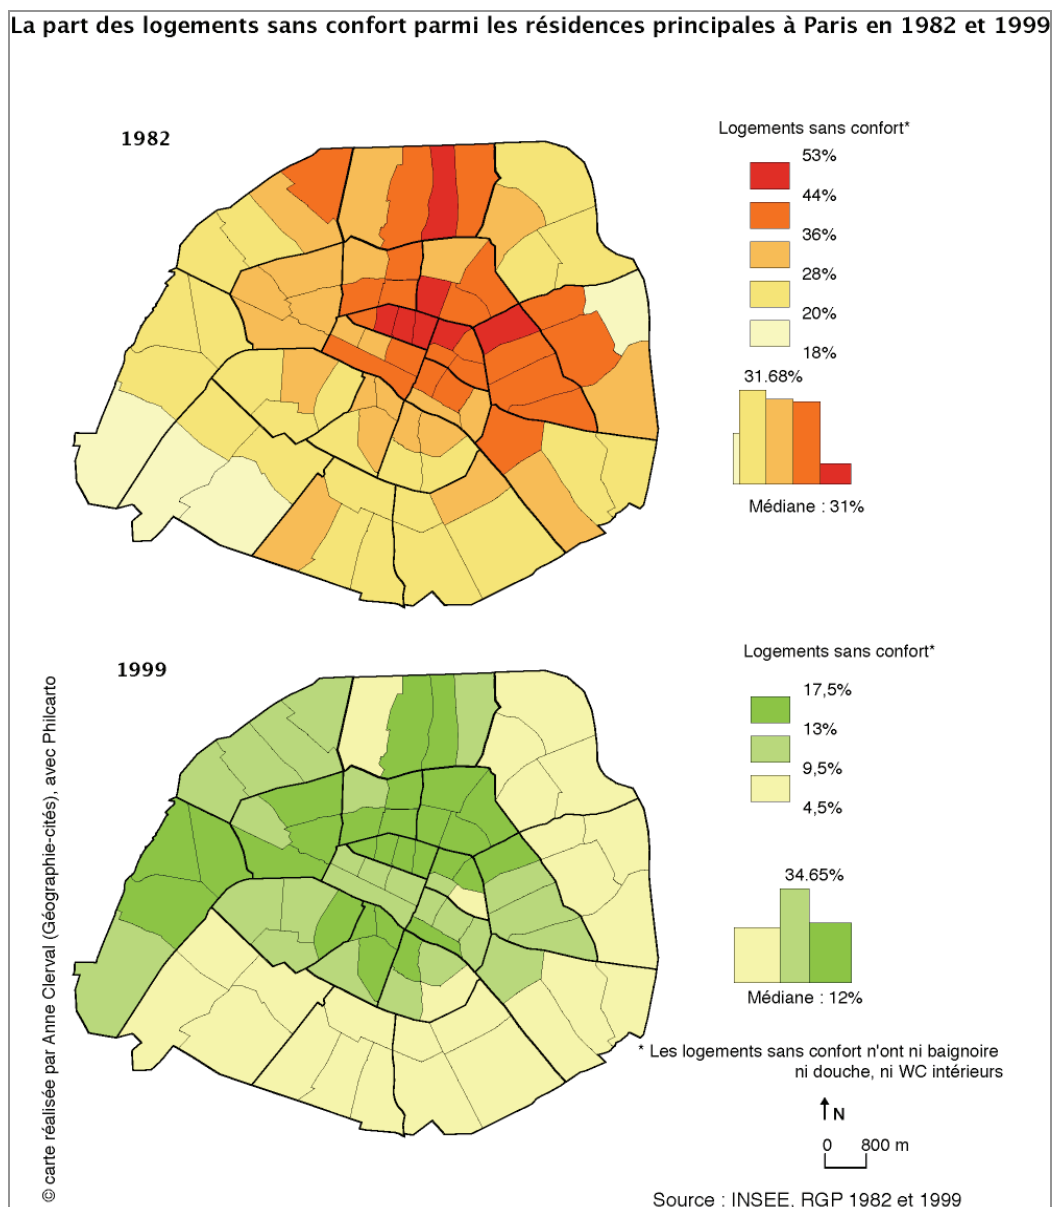 La part des logements sans confort parmi les résidences principales à Paris en 1982 et 1999
1982
Logements sans confort*
53%
44%
36%
28%
20%
18%
31.68%
Médiane : 31%
1999
Logements sans confort*
17,5%
13%
9,5%
4,5%
34.65%
Médiane : 12%
* Les logements sans confort n'ont ni baignoire
ni douche, ni WC intérieurs
N
0 800 m
Source : INSEE, RGP 1982 et 1999
© carte réalisée par Anne Clerval (Géographie-cités), avec Philcarto